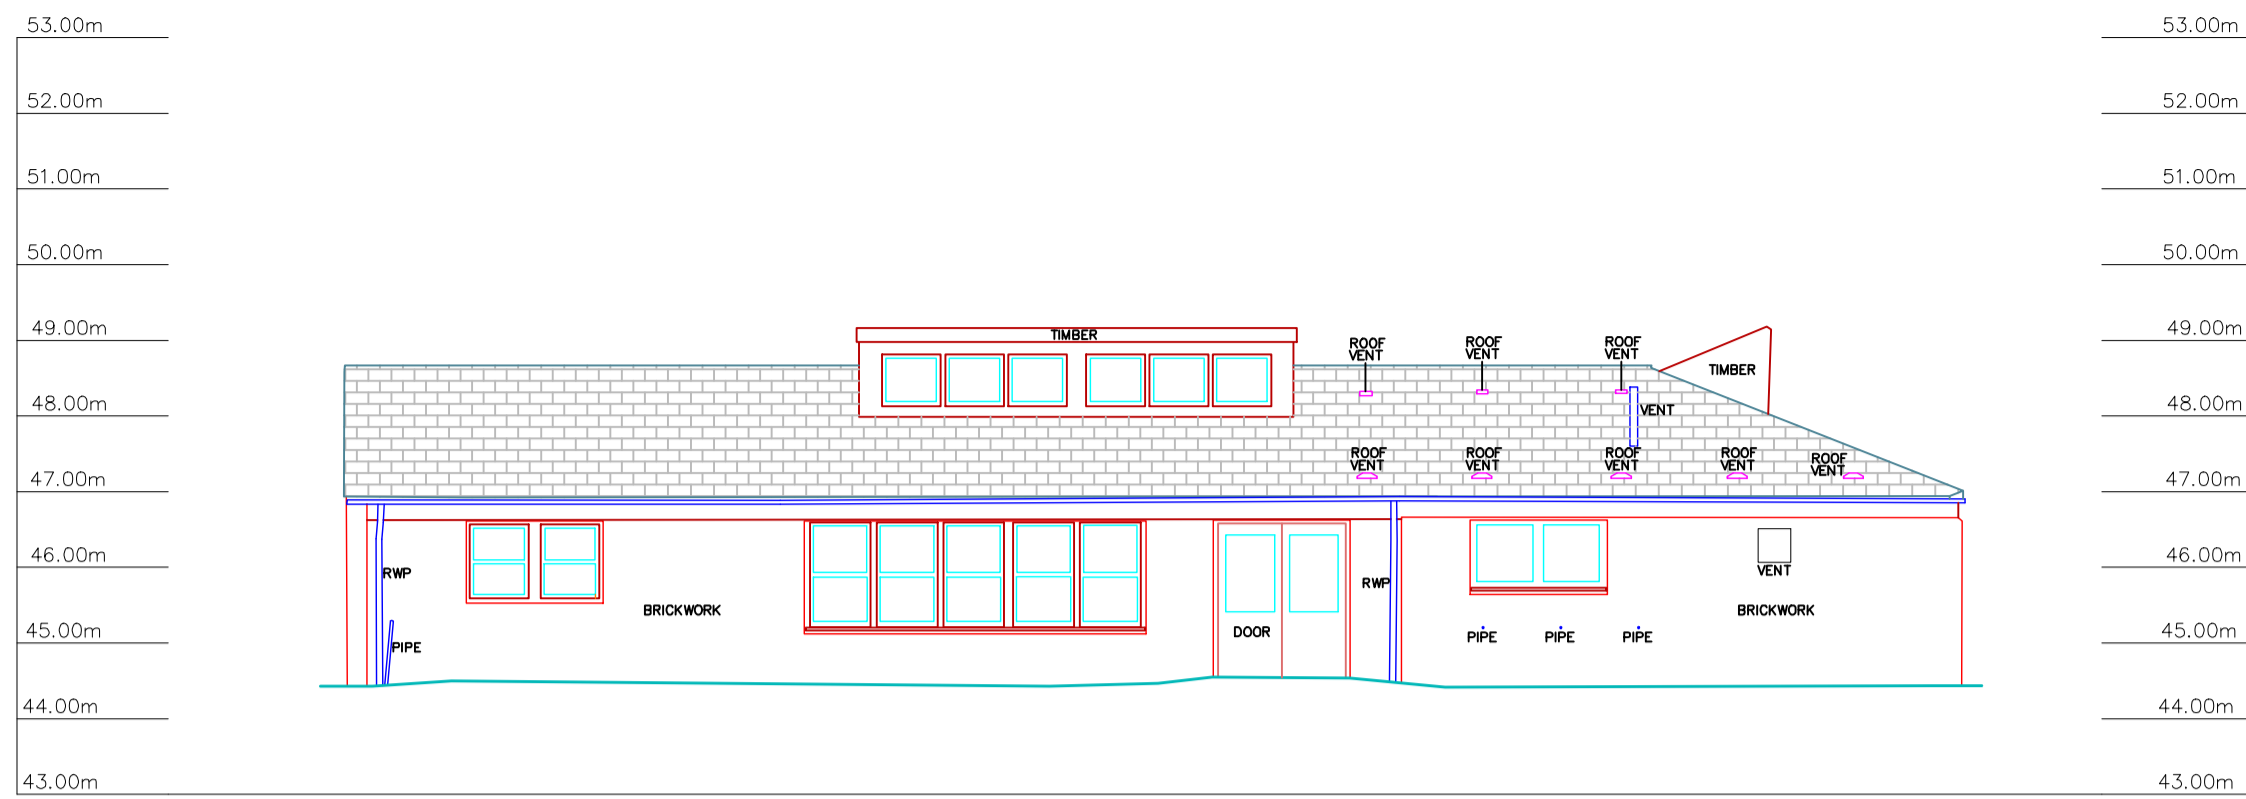 53.00m 53.00m
52.00m 52.00m
51.00m 51.00m
50.00m 50.00m
49.00m 49.00m
TIMBER
ROOF VENT
ROOF VENT
ROOF VENT
TIMBER
48.00m 48.00m
VENT
ROOF VENT
ROOF VENT
ROOF VENT
ROOF VENT
ROOF VENT
47.00m 47.00m
46.00m 46.00m
RWP
RWP
VENT
BRICKWORK
BRICKWORK
45.00m 45.00m
DOOR
PIPE
PIPE
PIPE
PIPE
44.00m 44.00m
43.00m 43.00m